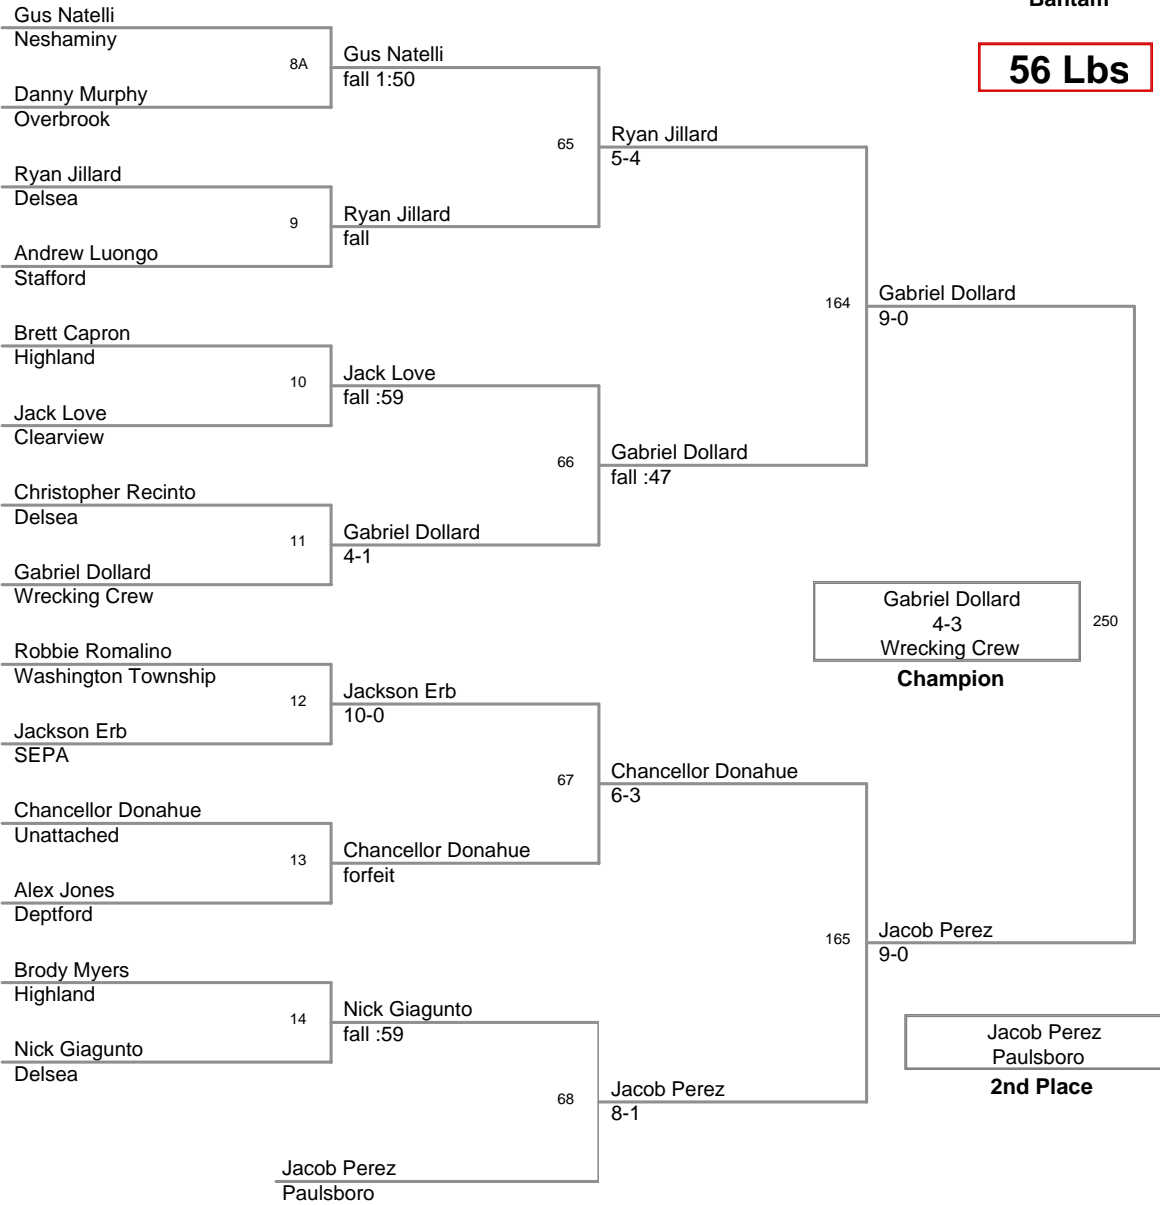 Bantam
56 Lbs
Gus Natelli
Neshaminy
8A
Danny Murphy
Overbrook
Gus Natelli
fall 1:50
Ryan Jillard
Delsea
9
Andrew Luongo
Stafford
Ryan Jillard
fall
65
Ryan Jillard
5-4
Brett Capron
Highland
10
Jack Love
Clearview
Jack Love
fall :59
Christopher Recinto
Delsea
11
Gabriel Dollard
Wrecking Crew
Gabriel Dollard
4-1
66
Gabriel Dollard
fall :47
164
Gabriel Dollard
9-0
Robbie Romalino
Washington Township
12
Jackson Erb
SEPA
Jackson Erb
10-0
Chancellor Donahue
Unattached
13
Alex Jones
Deptford
Chancellor Donahue
forfeit
67
Chancellor Donahue
6-3
Brody Myers
Highland
14
Nick Giagunto
Delsea
Nick Giagunto
fall :59
Jacob Perez
Paulsboro
68
Jacob Perez
8-1
165
Jacob Perez
9-0
250
Gabriel Dollard
4-3
Wrecking Crew
Champion
Jacob Perez
Paulsboro
2nd Place